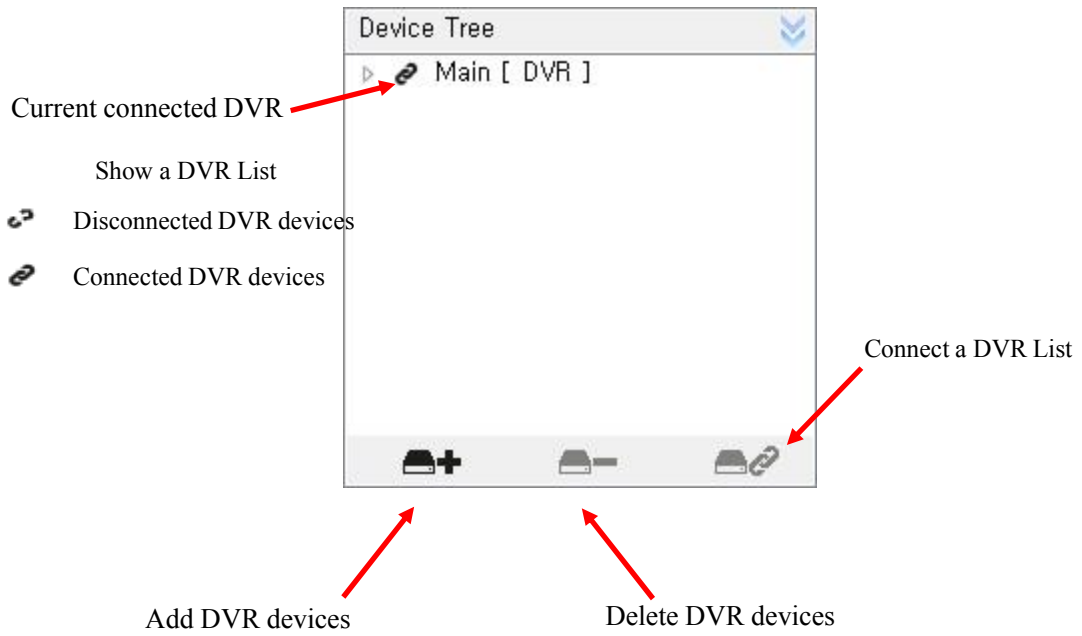 Device Tree
Main [ DVR ]
Current connected DVR
Show a DVR List
Disconnected DVR devices
Connected DVR devices
Connect a DVR List
Add DVR devices
Delete DVR devices